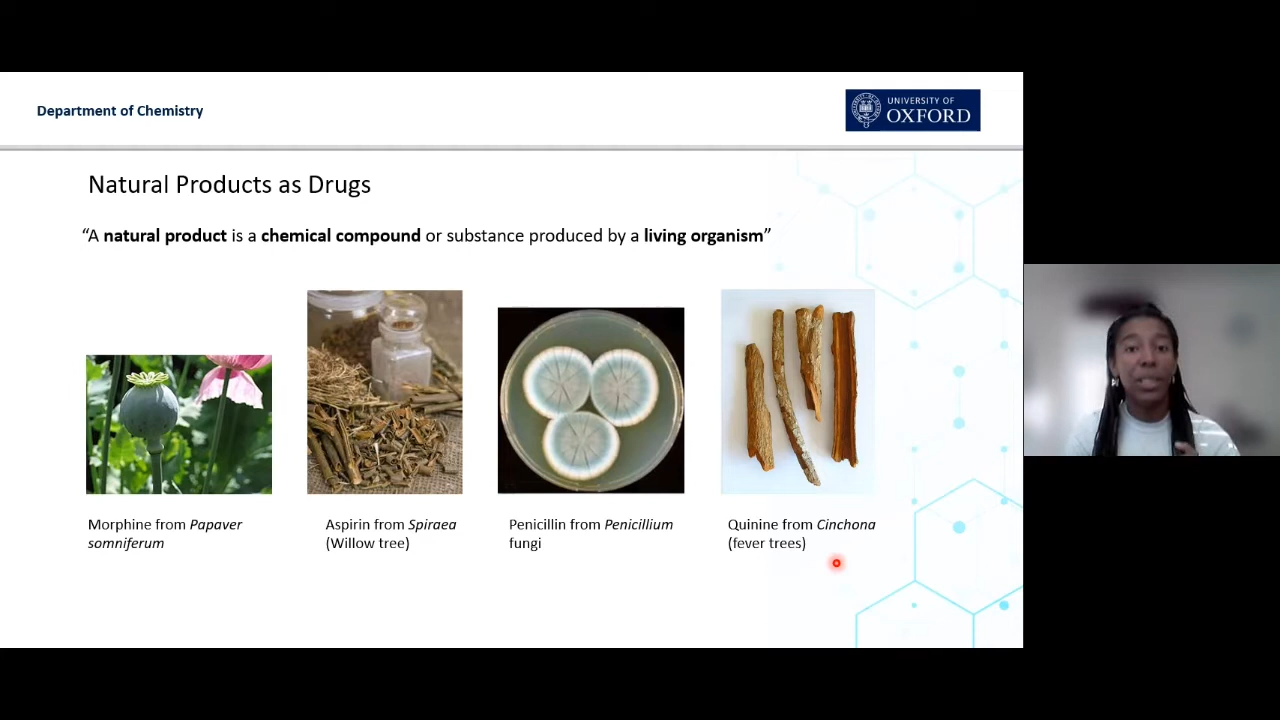 Department of Chemistry
UNIVERSITY OF
OXFORD
Natural Products as Drugs
“A natural product is a chemical compound or substance produced by a living organism”
Morphine from Papaver
somniferum
Aspirin from Spiraea
(Willow tree)
Penicillin from Penicillium
fungi
Quinine from Cinchona
(fever trees)